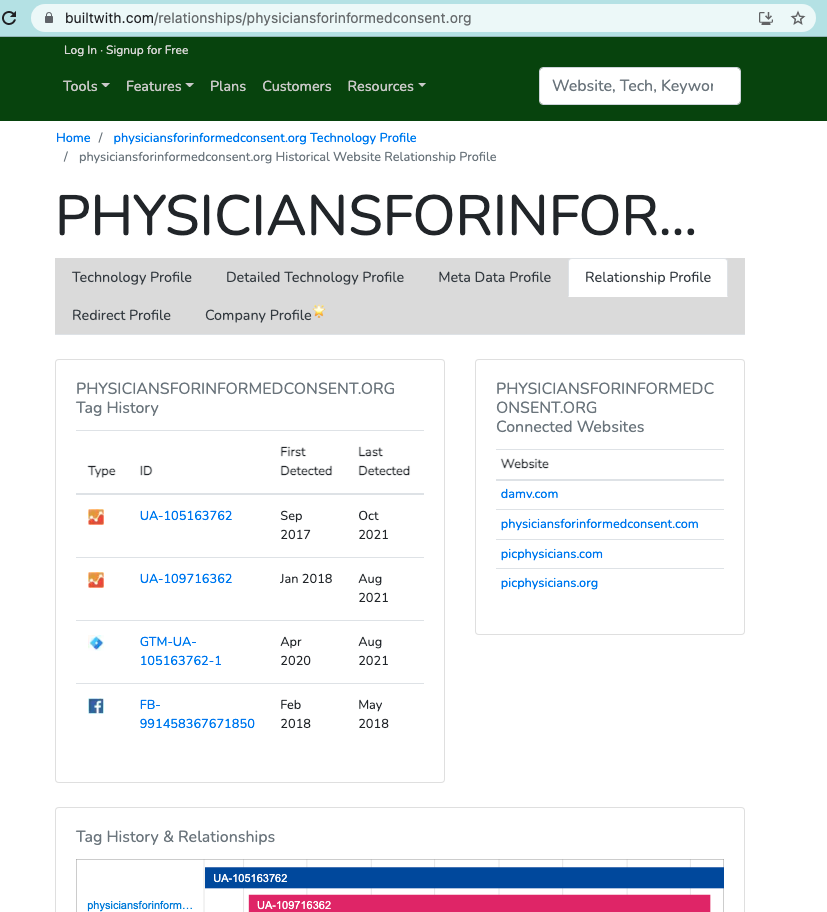 builtwith.com/relationships/physiciansforinformedconsent.org
Log In · Signup for Free
Tools Features Plans Customers Resources
Website, Tech, Keywor
Home / physiciansforinformedconsent.org Technology Profile
/ physiciansforinformedconsent.org Historical Website Relationship Profile
PHYSICIANSFORINFOR...
Technology Profile Detailed Technology Profile Meta Data Profile Relationship Profile
Redirect Profile Company Profile
PHYSICIANSFORINFORMEDCONSENT.ORG
Tag History
Type ID First Detected Last Detected
UA-105163762 Sep 2017 Oct 2021
UA-109716362 Jan 2018 Aug 2021
GTM-UA-105163762-1 Apr 2020 Aug 2021
FB-991458367671850 Feb 2018 May 2018
PHYSICIANSFORINFORMEDC
ONSENT.ORG
Connected Websites
Website
damv.com
physiciansforinformedconsent.com
picphysicians.com
picphysicians.org
Tag History & Relationships
UA-105163762
physiciansforinform...
UA-109716362